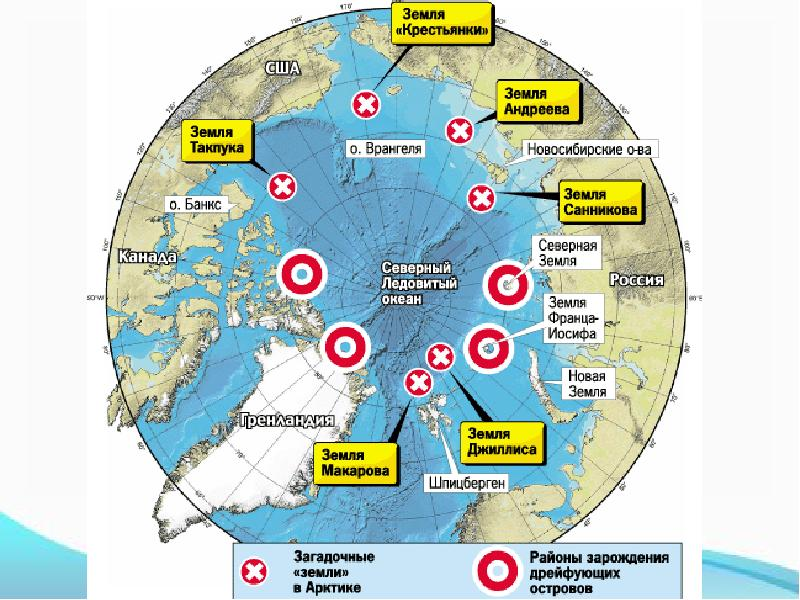 Земля
«Крестьянки»
США
Земля
Андреева
Земля
Такпука
о. Врангеля
Новосибирские о-ва
о. Банкс
Земля
Санникова
Канада
Северная
Земля
Северный
Ледовитый
океан
Россия
Земля
Франца-
Иосифа
Новая
Земля
Гренландия
Земля
Джиллиса
Земля
Макарова
Шпицберген
Загадочные
«земли»
в Арктике
Районы зарождения
дрейфующих
островов